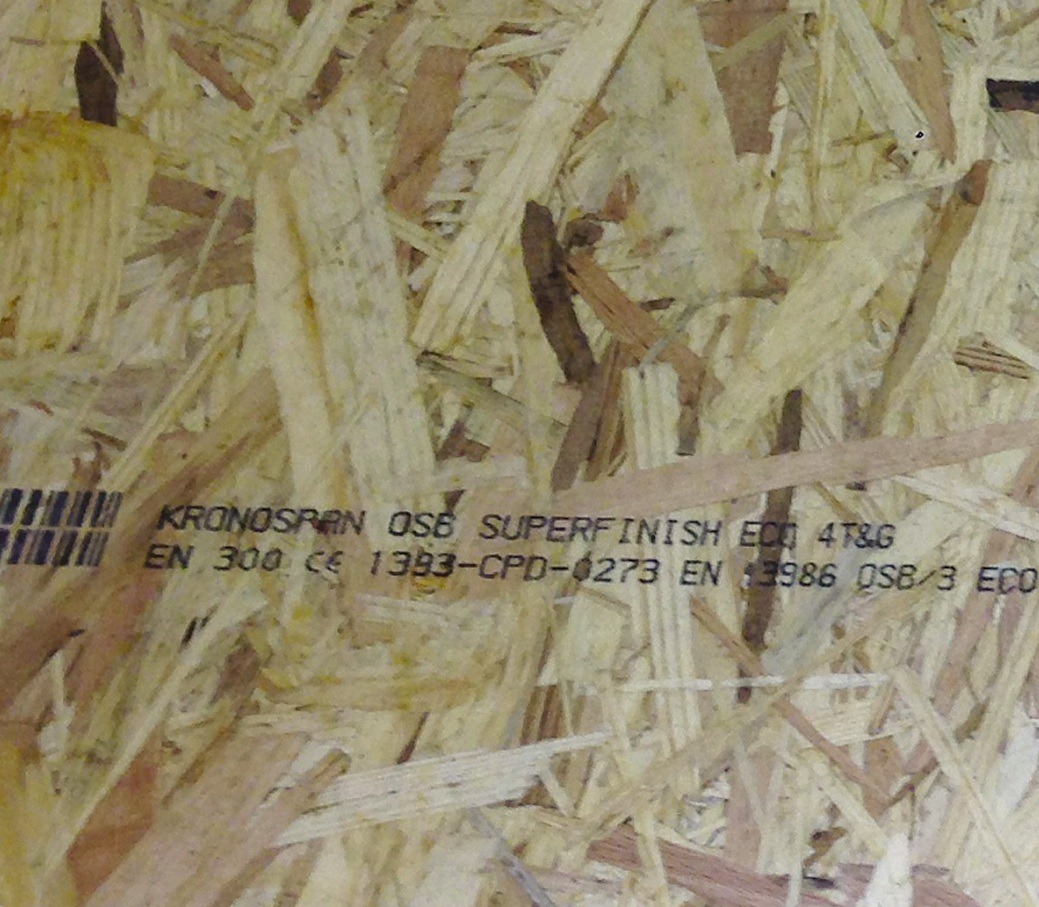 KRONOSPAN OSB SUPERFINISH ECO 4T&G
EN 300 CE 1393-CPD-0273 EN 13986 OSB/3 ECO